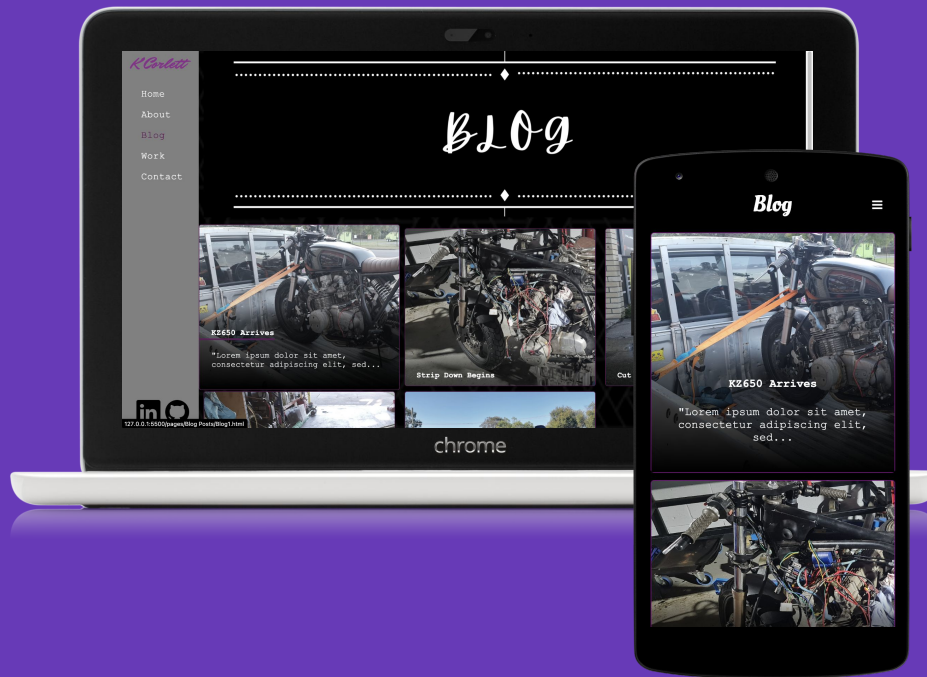 K Corlett
Home
About
Blog
Work
Contact
BLOG
KZ650 Arrives
"Lorem ipsum dolor sit amet,
consectetur adipiscing elit, sed...
Strip Down Begins
Cut
in
127.0.0.1:5500/pages/Blog Posts/Blog1.html
chrome
Blog
KZ650 Arrives
"Lorem ipsum dolor sit amet,
consectetur adipiscing elit,
sed...